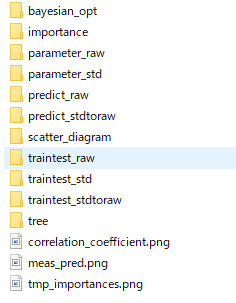 bayesian_opt
importance
parameter_raw
parameter_std
predict_raw
predict_stdtoraw
scatter_diagram
traintest_raw
traintest_std
traintest_stdtoraw
tree
correlation_coefficient.png
meas_pred.png
tmp_importances.png